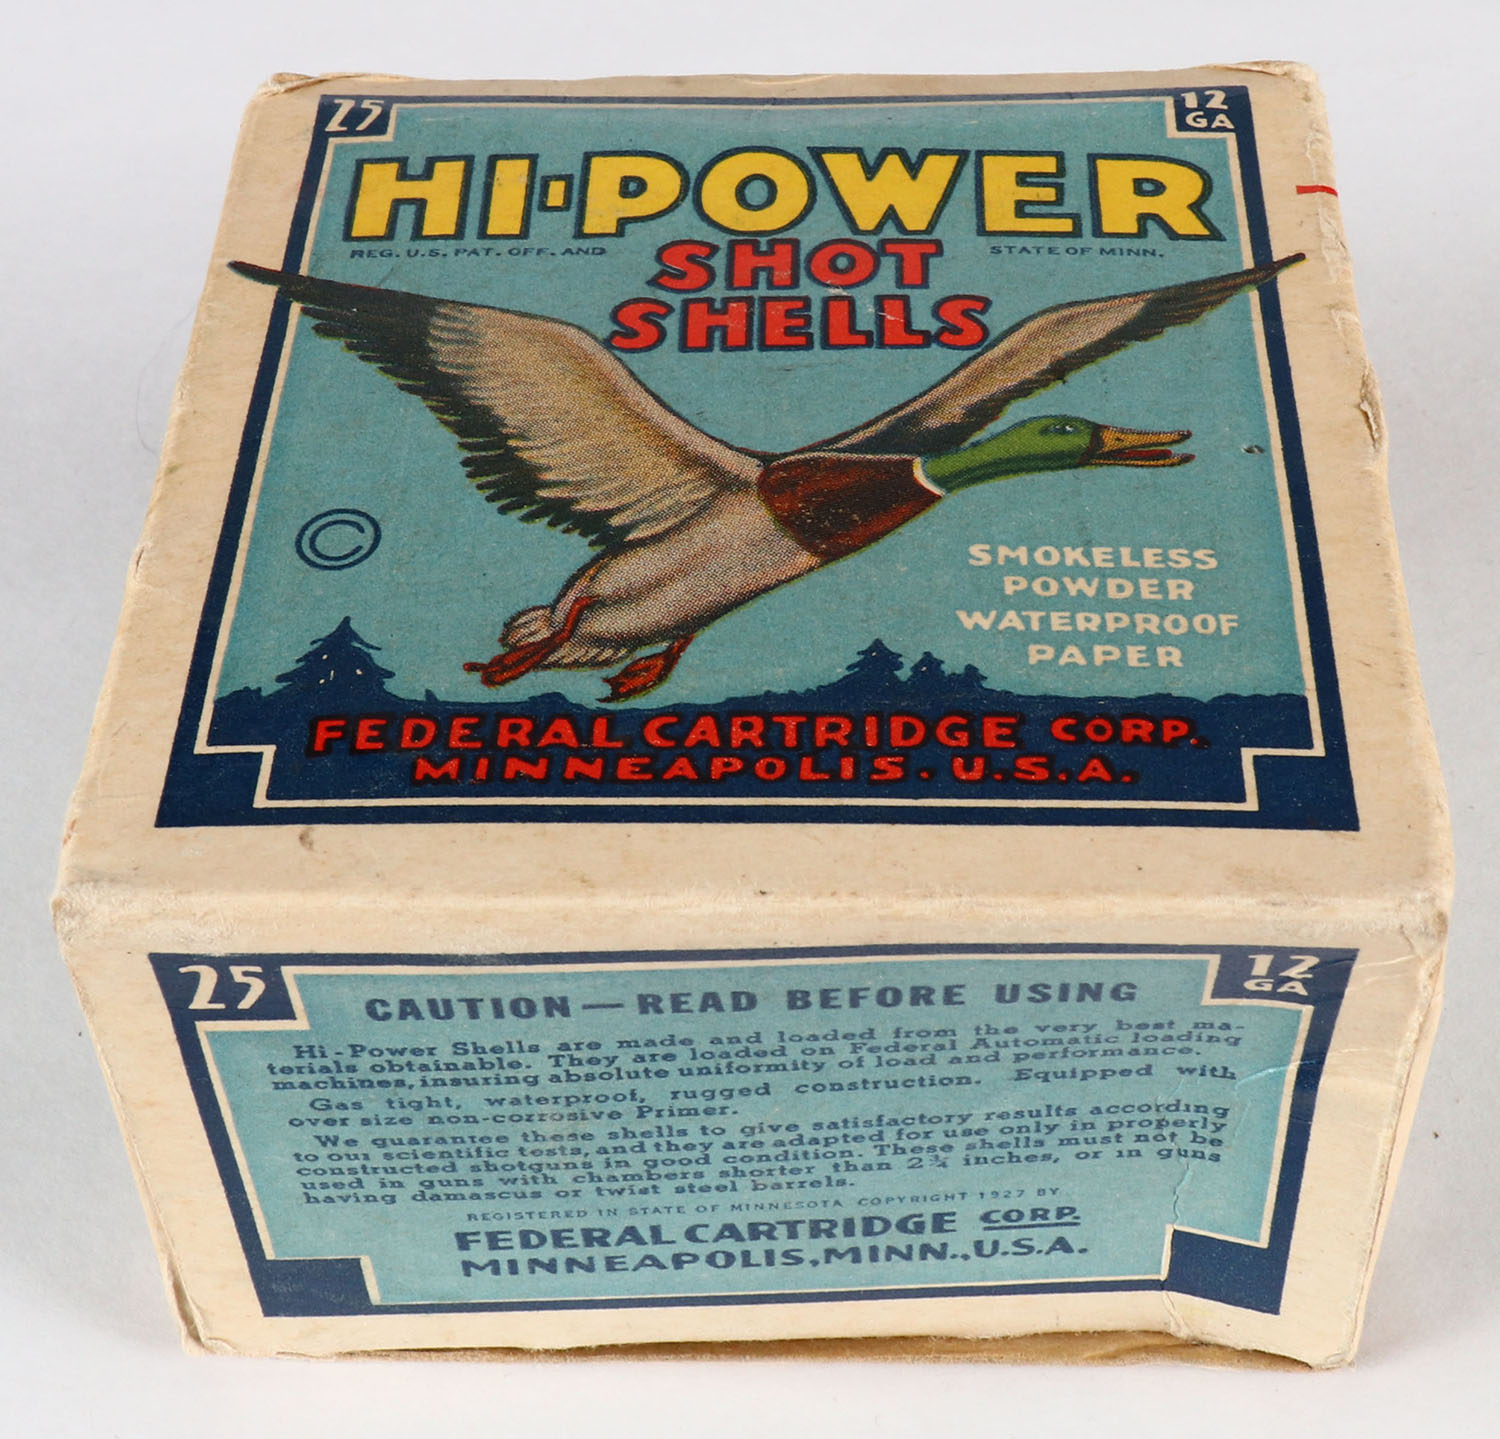 25
12
GA
HI-POWER
REG. U.S. PAT. OFF. AND
STATE OF MINN.
SHOT
SHELLS
©
SMOKELESS
POWDER
WATERPROOF
PAPER
FEDERAL CARTRIDGE CORP.
MINNEAPOLIS. U.S.A.
25
12
GA
CAUTION—READ BEFORE USING
Hi-Power Shells are made and loaded from the very best ma-
terials obtainable. They are loaded on Federal Automatic loading
machines, insuring absolute uniformity of load and performance.
Gas tight, waterproof, rugged construction. Equipped with
over size non-corrosive Primer.
We guarantee these shells to give satisfactory results according
to our scientific tests, and they are adapted for use only in properly
constructed shotguns in good condition. These shells must not be
used in guns with chambers shorter than 2¾ inches, or in guns
having damascus or twist steel barrels.
REGISTERED IN STATE OF MINNESOTA COPYRIGHT 1927 BY
FEDERAL CARTRIDGE CORP.
MINNEAPOLIS, MINN., U.S.A.